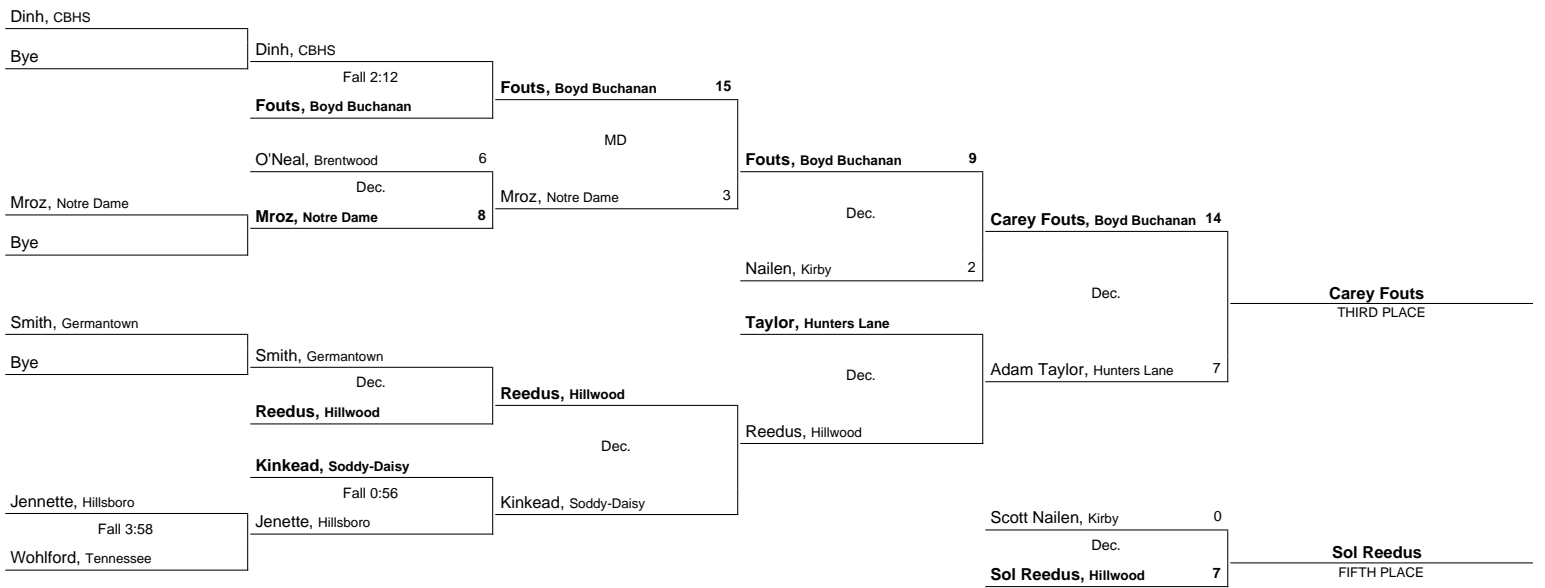 Dinh, CBHS
Bye
Mroz, Notre Dame
Bye
Smith, Germantown
Bye
Jennette, Hillsboro
Fall 3:58
Wohlford, Tennessee
Dinh, CBHS
Fall 2:12
Fouts, Boyd Buchanan
O'Neal, Brentwood 6
Dec.
Mroz, Notre Dame 8
Smith, Germantown
Dec.
Reedus, Hillwood
Kinkead, Soddy-Daisy
Fall 0:56
Jenette, Hillsboro
Fouts, Boyd Buchanan 15
MD
Mroz, Notre Dame 3
Reedus, Hillwood
Dec.
Kinkead, Soddy-Daisy
Fouts, Boyd Buchanan 9
Dec.
Nailen, Kirby 2
Taylor, Hunters Lane
Dec.
Reedus, Hillwood
Carey Fouts, Boyd Buchanan 14
Dec.
Adam Taylor, Hunters Lane 7
Carey Fouts
THIRD PLACE
Scott Nailen, Kirby 0
Dec.
Sol Reedus, Hillwood 7
Sol Reedus
FIFTH PLACE